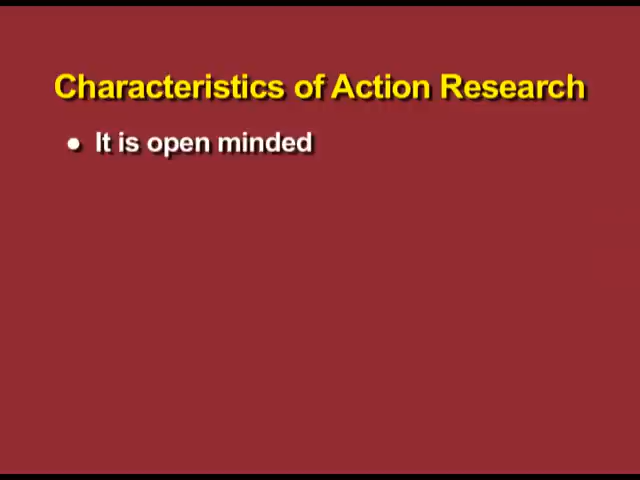 Characteristics of Action Research
● It is open minded